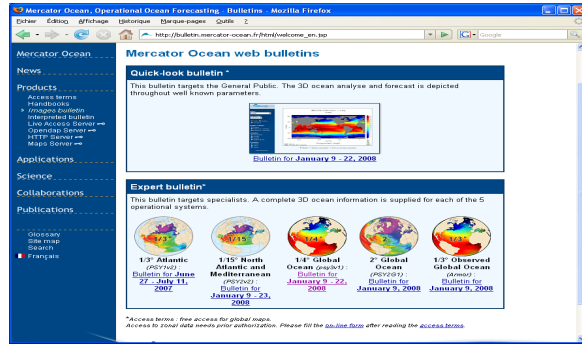 Mercator Ocean, Operational Ocean Forecasting - Bulletins - Mozilla Firefox
Fichier Édition Affichage Historique Marque-pages Outils ?
http://bulletin.mercator-ocean.fr/html/welcome_en.jsp
Google
Mercator Ocean
News
Products
Access terms
Handbooks
Images bulletin
Interpreted bulletin
Live Access Server
Opendap Server
HTTP Server
Maps Server
Applications
Science
Collaborations
Publications
Glossary
Site map
Search
Français
Mercator Ocean web bulletins
Quick-look bulletin *
This bulletin targets the General Public. The 3D ocean analyse and forecast is depicted
throughout well known parameters.
Bulletin for January 9 - 22, 2008
Expert bulletin*
This bulletin targets specialists. A complete 3D ocean information is supplied for each of the 5
operational systems.
1/3°
1/3° Atlantic
(PSY1v2) :
Bulletin for June
27 - July 11,
2007
1/15°
1/15° North
Atlantic and
Mediterranean
(PSY2v2) :
Bulletin for
January 9 - 23,
2008
1/4°
1/4° Global
Ocean (psy3v1) :
Bulletin for
January 9 - 22,
2008
2°
2° Global
Ocean
(PSY2G1) :
Bulletin for
January 9, 2008
1/3°
1/3° Observed
Global Ocean
(Armor) :
Bulletin for
January 9, 2008
*Access terms : free access for global maps.
Access to zonal data needs prior authorization. Please fill the on-line form after reading the access terms.